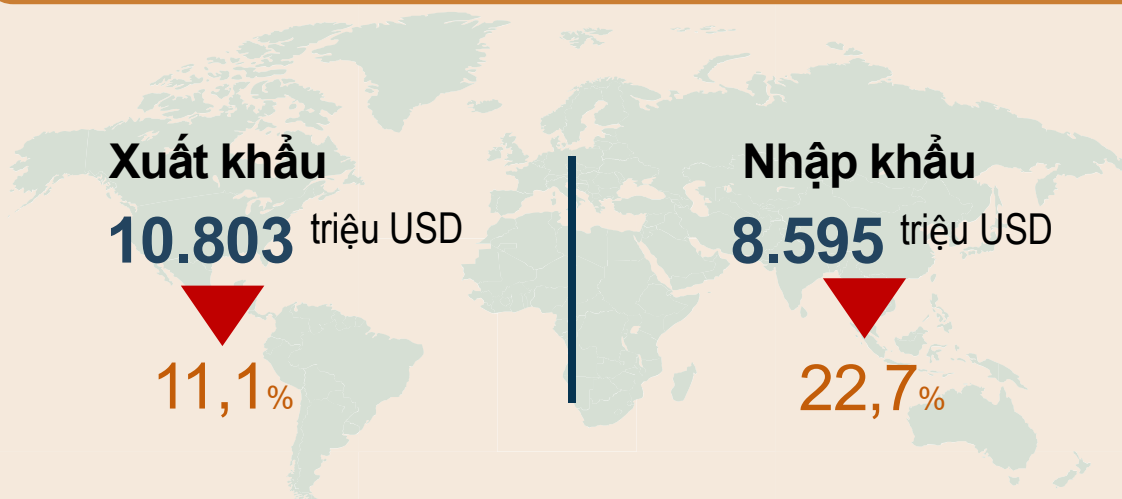 Xuất khẩu
10.803 triệu USD
11,1%
Nhập khẩu
8.595 triệu USD
22,7%